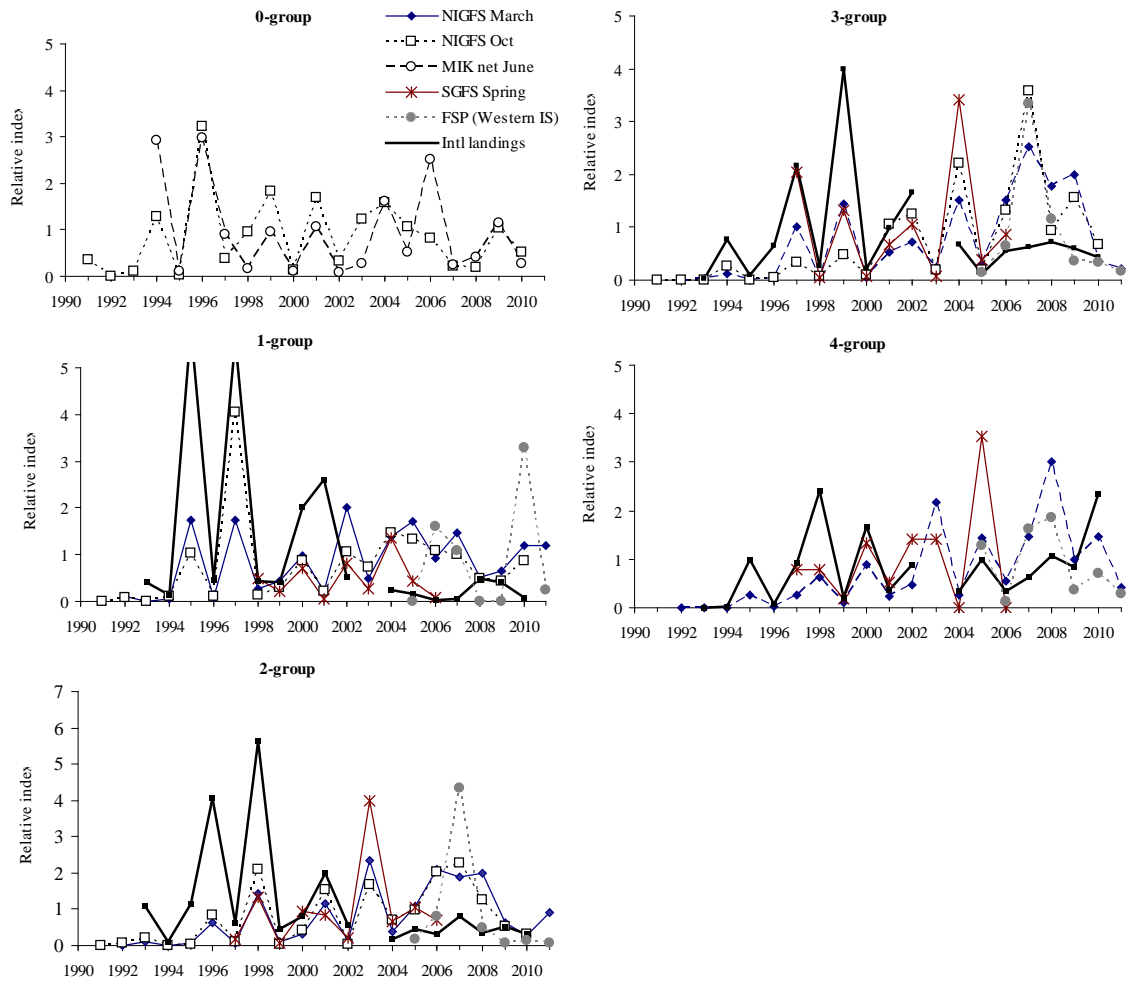 0-group
NIGFS March
NIGFS Oct
MIK net June
SGFS Spring
FSP (Western IS)
Intl landings
Relative index
5
4
3
2
1
0
1990 1992 1994 1996 1998 2000 2002 2004 2006 2008 2010
3-group
Relative index
5
4
3
2
1
0
1990 1992 1994 1996 1998 2000 2002 2004 2006 2008 2010
1-group
Relative index
5
4
3
2
1
0
1990 1992 1994 1996 1998 2000 2002 2004 2006 2008 2010
4-group
Relative index
5
4
3
2
1
0
1990 1992 1994 1996 1998 2000 2002 2004 2006 2008 2010
2-group
Relative index
7
6
5
4
3
2
1
0
1990 1992 1994 1996 1998 2000 2002 2004 2006 2008 2010